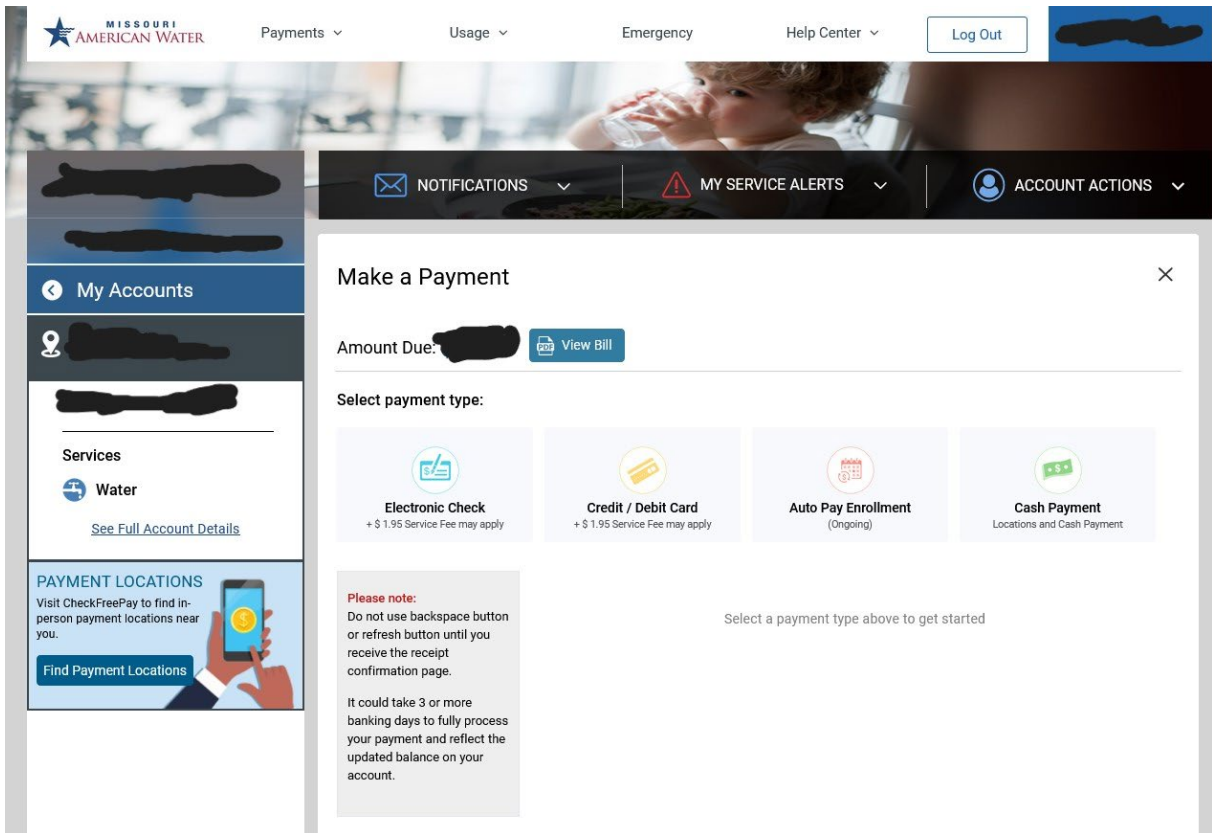 MISSOURI
AMERICAN WATER
Payments
Usage
Emergency
Help Center
Log Out
NOTIFICATIONS
MY SERVICE ALERTS
ACCOUNT ACTIONS
My Accounts
Services
Water
See Full Account Details
PAYMENT LOCATIONS
Visit CheckFreePay to find in-
person payment locations near
you.
Find Payment Locations
Make a Payment
Amount Due:
PDF View Bill
Select payment type:
Electronic Check
+ $ 1.95 Service Fee may apply
Credit / Debit Card
+ $ 1.95 Service Fee may apply
Auto Pay Enrollment
(Ongoing)
Cash Payment
Locations and Cash Payment
Please note:
Do not use backspace button
or refresh button until you
receive the receipt
confirmation page.
It could take 3 or more
banking days to fully process
your payment and reflect the
updated balance on your
account.
Select a payment type above to get started